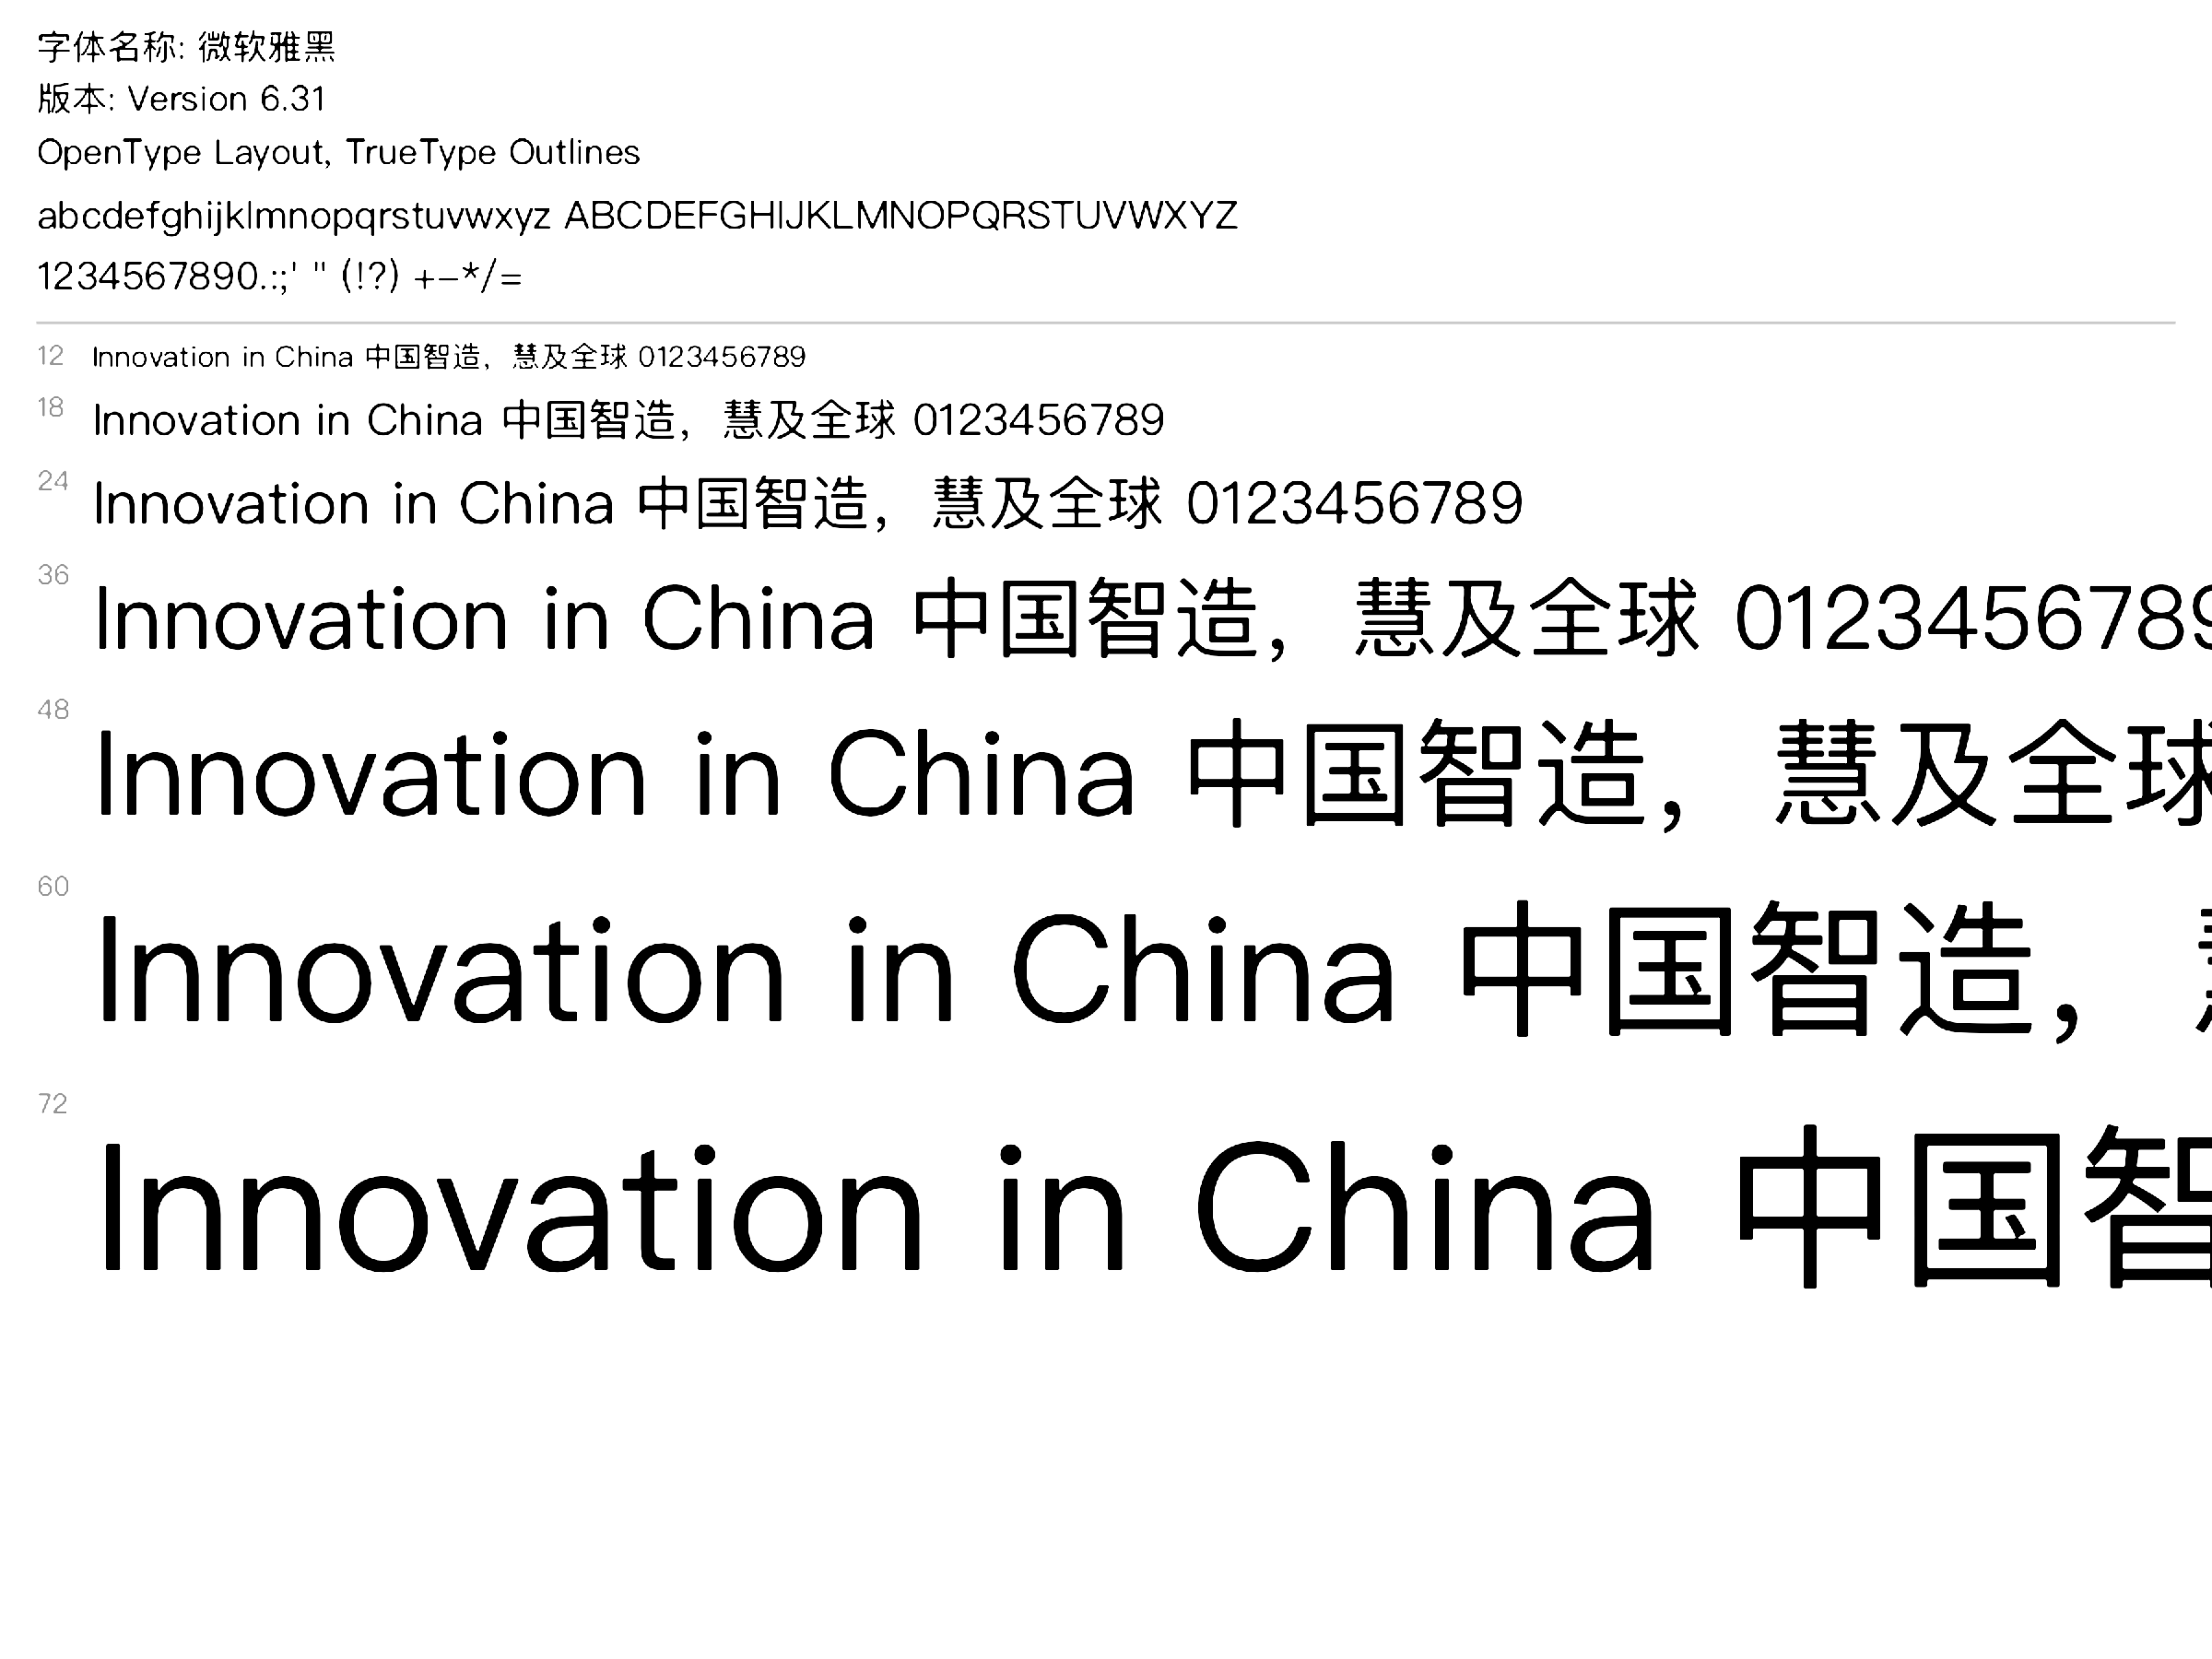 字体名称: 微软雅黑
版本: Version 6.31
OpenType Layout, TrueType Outlines
abcdefghijklmnopqrstuvwxyz ABCDEFGHIJKLMNOPQRSTUVWXYZ
1234567890.:;' " (!?) +-*/=
12 Innovation in China 中国智造，慧及全球 0123456789
18 Innovation in China 中国智造，慧及全球 0123456789
24 Innovation in China 中国智造，慧及全球 0123456789
36 Innovation in China 中国智造，慧及全球 0123456789
48 Innovation in China 中国智造，慧及全球
60 Innovation in China 中国智造，
72 Innovation in China 中国智